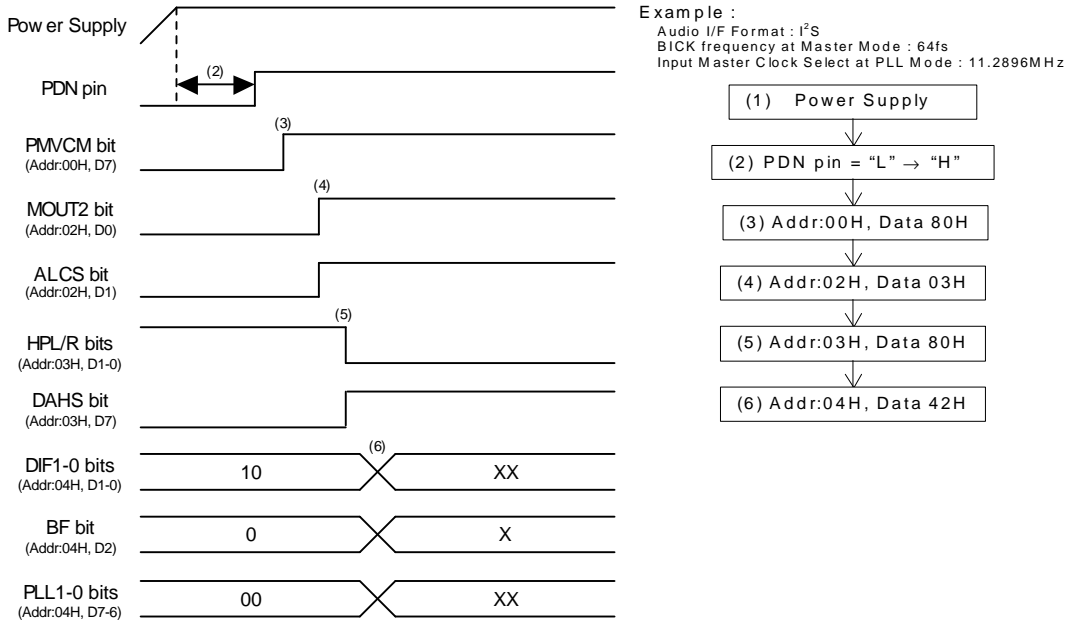 Power Supply
(2)
PDN pin
(3)
PMVCM bit
(Addr:00H, D7)
(4)
MOUT2 bit
(Addr:02H, D0)
ALCS bit
(Addr:02H, D1)
(5)
HPL/R bits
(Addr:03H, D1-0)
DAHS bit
(Addr:03H, D7)
(6)
DIF1-0 bits
(Addr:04H, D1-0)
10
XX
BF bit
(Addr:04H, D2)
0
X
PLL1-0 bits
(Addr:04H, D7-6)
00
XX
Example :
Audio I/F Format : I²S
BICK frequency at Master Mode : 64fs
Input Master Clock Select at PLL Mode : 11.2896MHz
(1) Power Supply
(2) PDN pin = “L” → “H”
(3) Addr:00H, Data 80H
(4) Addr:02H, Data 03H
(5) Addr:03H, Data 80H
(6) Addr:04H, Data 42H